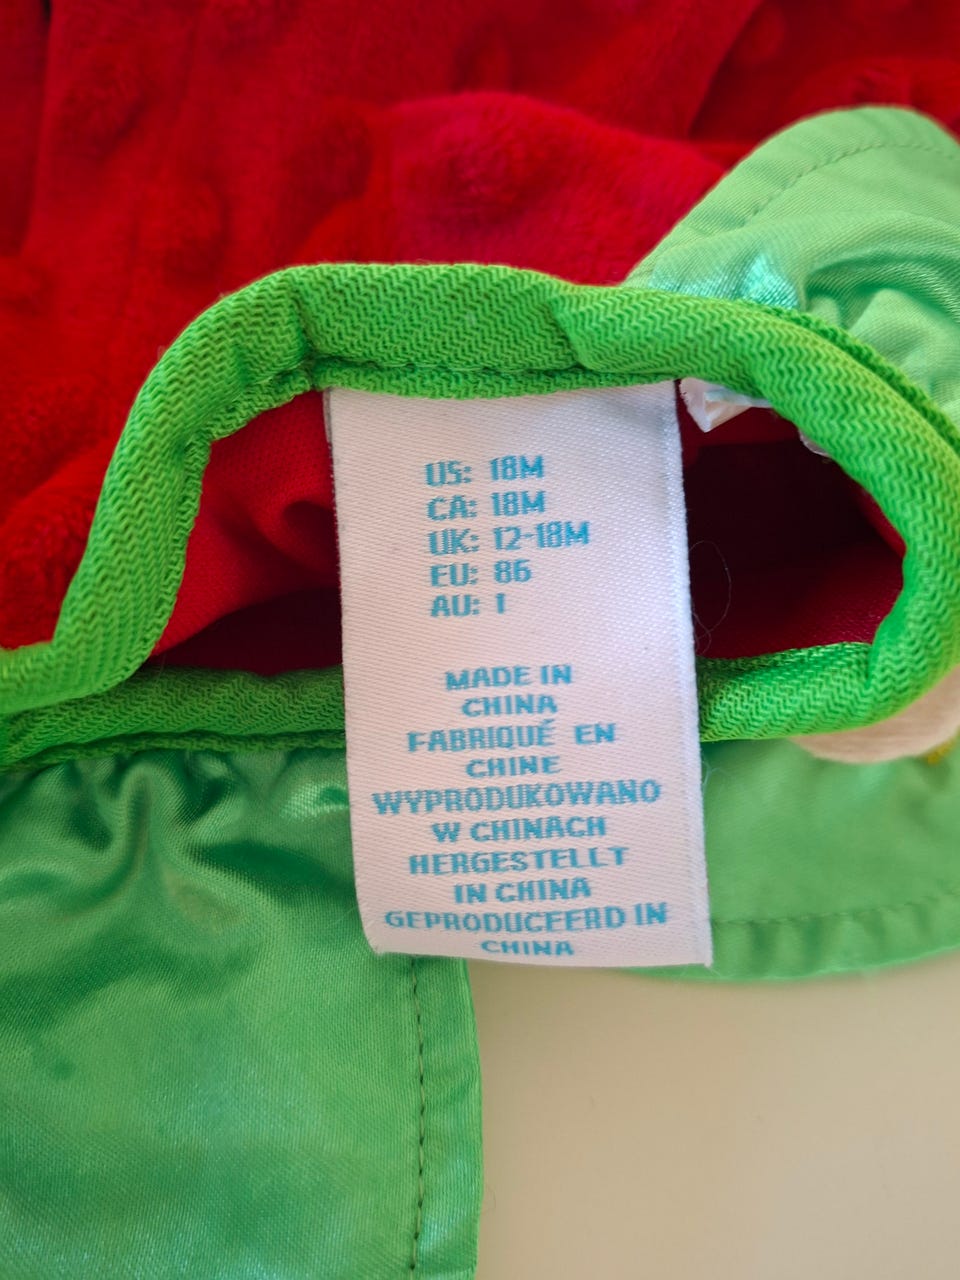 US: 18M
CA: 18M
UK: 12-18M
EU: 86
AU: 1
MADE IN
CHINA
FABRIQUÉ EN
CHINE
WYPRODUKOWANO
W CHINACH
HERGESTELLT
IN CHINA
GEPRODUCEERD IN
CHINA